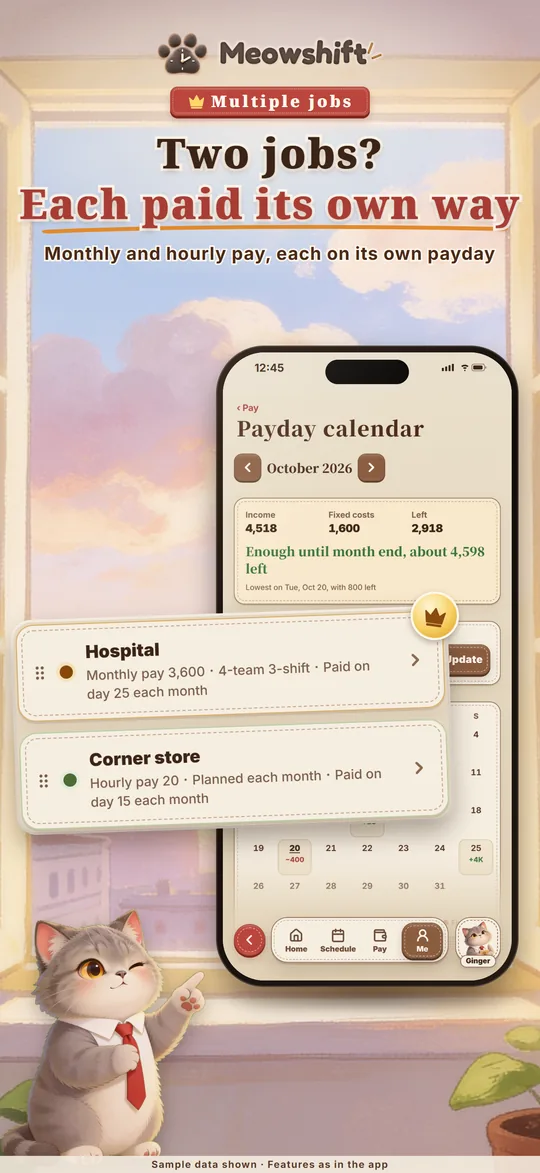 Meowshift
Multiple jobs
Two jobs?
Each paid its own way
Monthly and hourly pay, each on its own payday
12:45
‹ Pay
Payday calendar
October 2026
Income Fixed costs Left
4,518 1,600 2,918
Enough until month end, about 4,598
left
Lowest on Tue, Oct 20, with 800 left
Hospital
Monthly pay 3,600 · 4-team 3-shift · Paid on
day 25 each month
Update
Corner store
Hourly pay 20 · Planned each month · Paid on
day 15 each month
S
4
11
18
19 20 21 22 23 24 25
−400 +4K
26 27 28 29 30 31
Home Schedule Pay Me Ginger
Sample data shown · Features as in the app